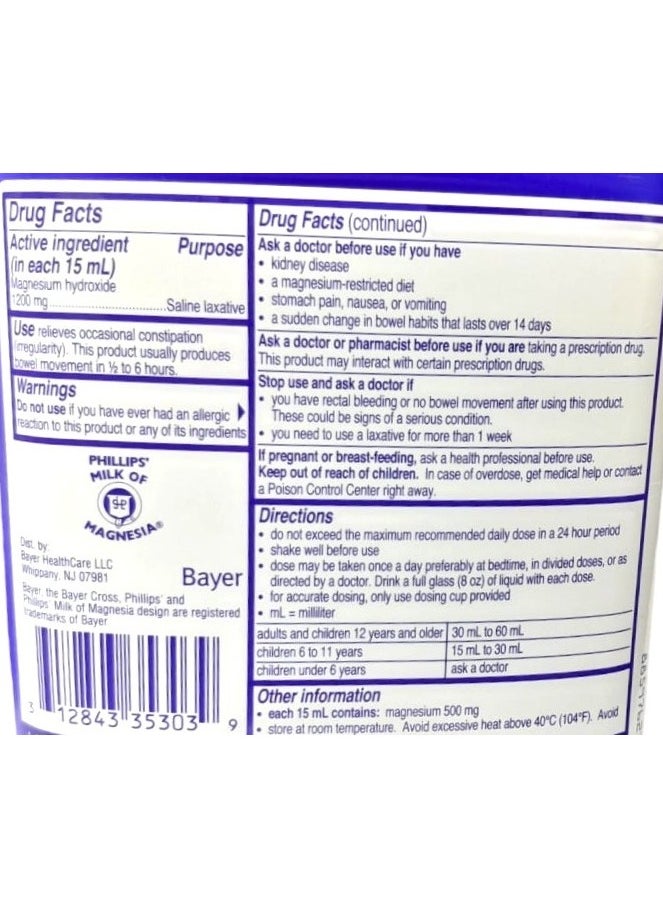 Drug Facts
Active ingredient Purpose
(in each 15 mL)
Magnesium hydroxide
1200 mg..............................Saline laxative
Use relieves occasional constipation
(irregularity). This product usually produces
bowel movement in ½ to 6 hours.
Warnings
Do not use if you have ever had an allergic
reaction to this product or any of its ingredients
PHILLIPS'
MILK OF
MAGNESIA®
Dist. by:
Bayer HealthCare LLC
Whippany, NJ 07981
Bayer
Bayer, the Bayer Cross, Phillips' and
Phillips' Milk of Magnesia design are registered
trademarks of Bayer
3 12843 35303 9
Drug Facts (continued)
Ask a doctor before use if you have
• kidney disease
• a magnesium-restricted diet
• stomach pain, nausea, or vomiting
• a sudden change in bowel habits that lasts over 14 days
Ask a doctor or pharmacist before use if you are taking a prescription drug.
This product may interact with certain prescription drugs.
Stop use and ask a doctor if
• you have rectal bleeding or no bowel movement after using this product.
These could be signs of a serious condition.
• you need to use a laxative for more than 1 week
If pregnant or breast-feeding, ask a health professional before use.
Keep out of reach of children. In case of overdose, get medical help or contact
a Poison Control Center right away.
Directions
• do not exceed the maximum recommended daily dose in a 24 hour period
• shake well before use
• dose may be taken once a day preferably at bedtime, in divided doses, or as
directed by a doctor. Drink a full glass (8 oz) of liquid with each dose.
• for accurate dosing, only use dosing cup provided
• mL = milliliter
adults and children 12 years and older 30 mL to 60 mL
children 6 to 11 years 15 mL to 30 mL
children under 6 years ask a doctor
Other information
• each 15 mL contains: magnesium 500 mg
• store at room temperature. Avoid excessive heat above 40°C (104°F). Avoid